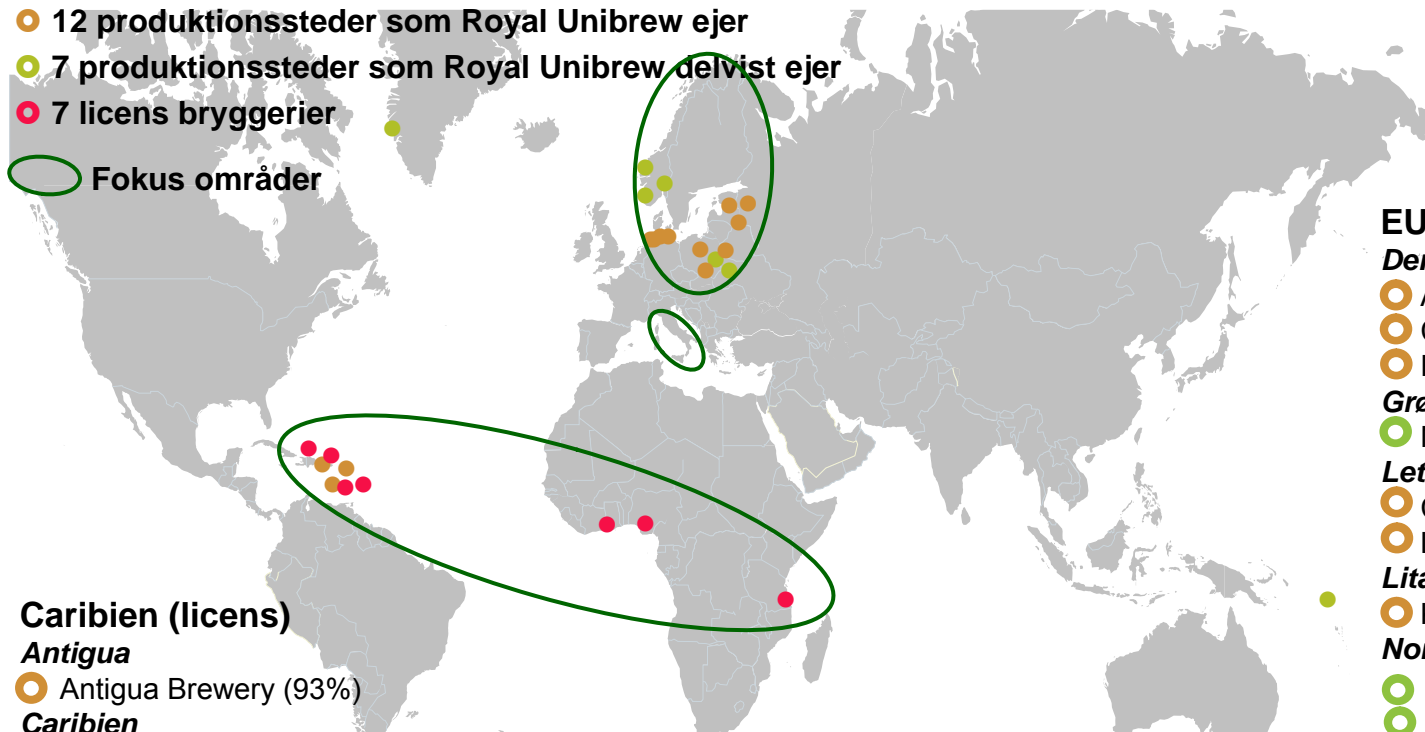 12 produktionssteder som Royal Unibrew ejer
7 produktionssteder som Royal Unibrew delvist ejer
7 licens bryggerier
Fokus områder
Caribien (licens)
Antigua
Antigua Brewery (93%)
Caribien
EU